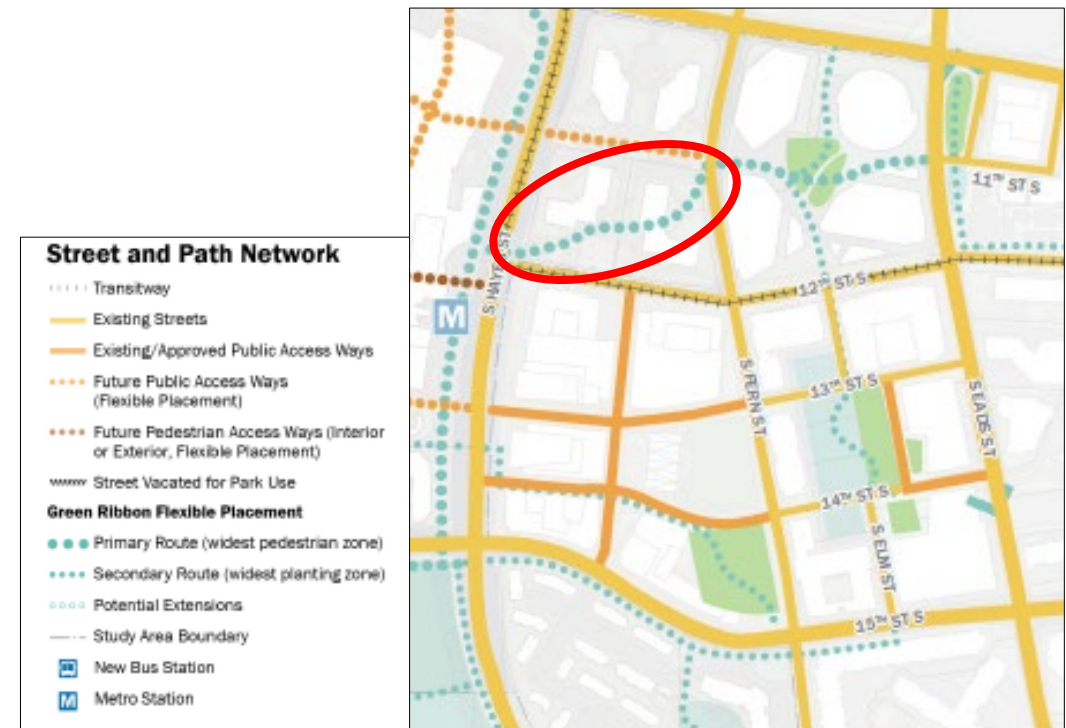 Street and Path Network
Transitway
Existing Streets
Existing/Approved Public Access Ways
Future Public Access Ways
(Flexible Placement)
Future Pedestrian Access Ways (Interior
or Exterior, Flexible Placement)
Street Vacated for Park Use
Green Ribbon Flexible Placement
Primary Route (widest pedestrian zone)
Secondary Route (widest planting zone)
Potential Extensions
Study Area Boundary
New Bus Station
M Metro Station
11TH ST S
S HAYES ST
12TH ST S
M
S FERN ST
13TH ST S
S EADS ST
14TH ST S
S ELM ST
15TH ST S